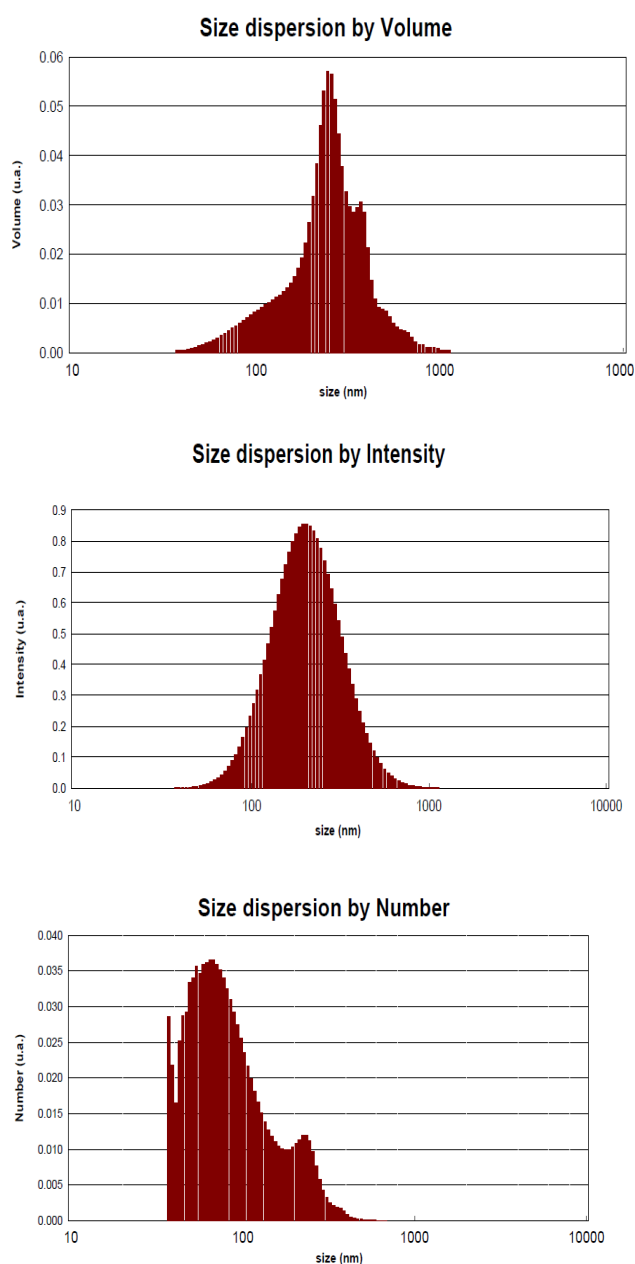 Size dispersion by Volume
0.06
0.05
0.04
0.03
0.02
0.01
0.00
Volume (u.a.)
10 100 1000 1000
size (nm)
Size dispersion by Intensity
0.9
0.8
0.7
0.6
0.5
0.4
0.3
0.2
0.1
0.0
Intensity (u.a.)
10 100 1000 10000
size (nm)
Size dispersion by Number
0.040
0.035
0.030
0.025
0.020
0.015
0.010
0.005
0.000
Number (u.a.)
10 100 1000 10000
size (nm)